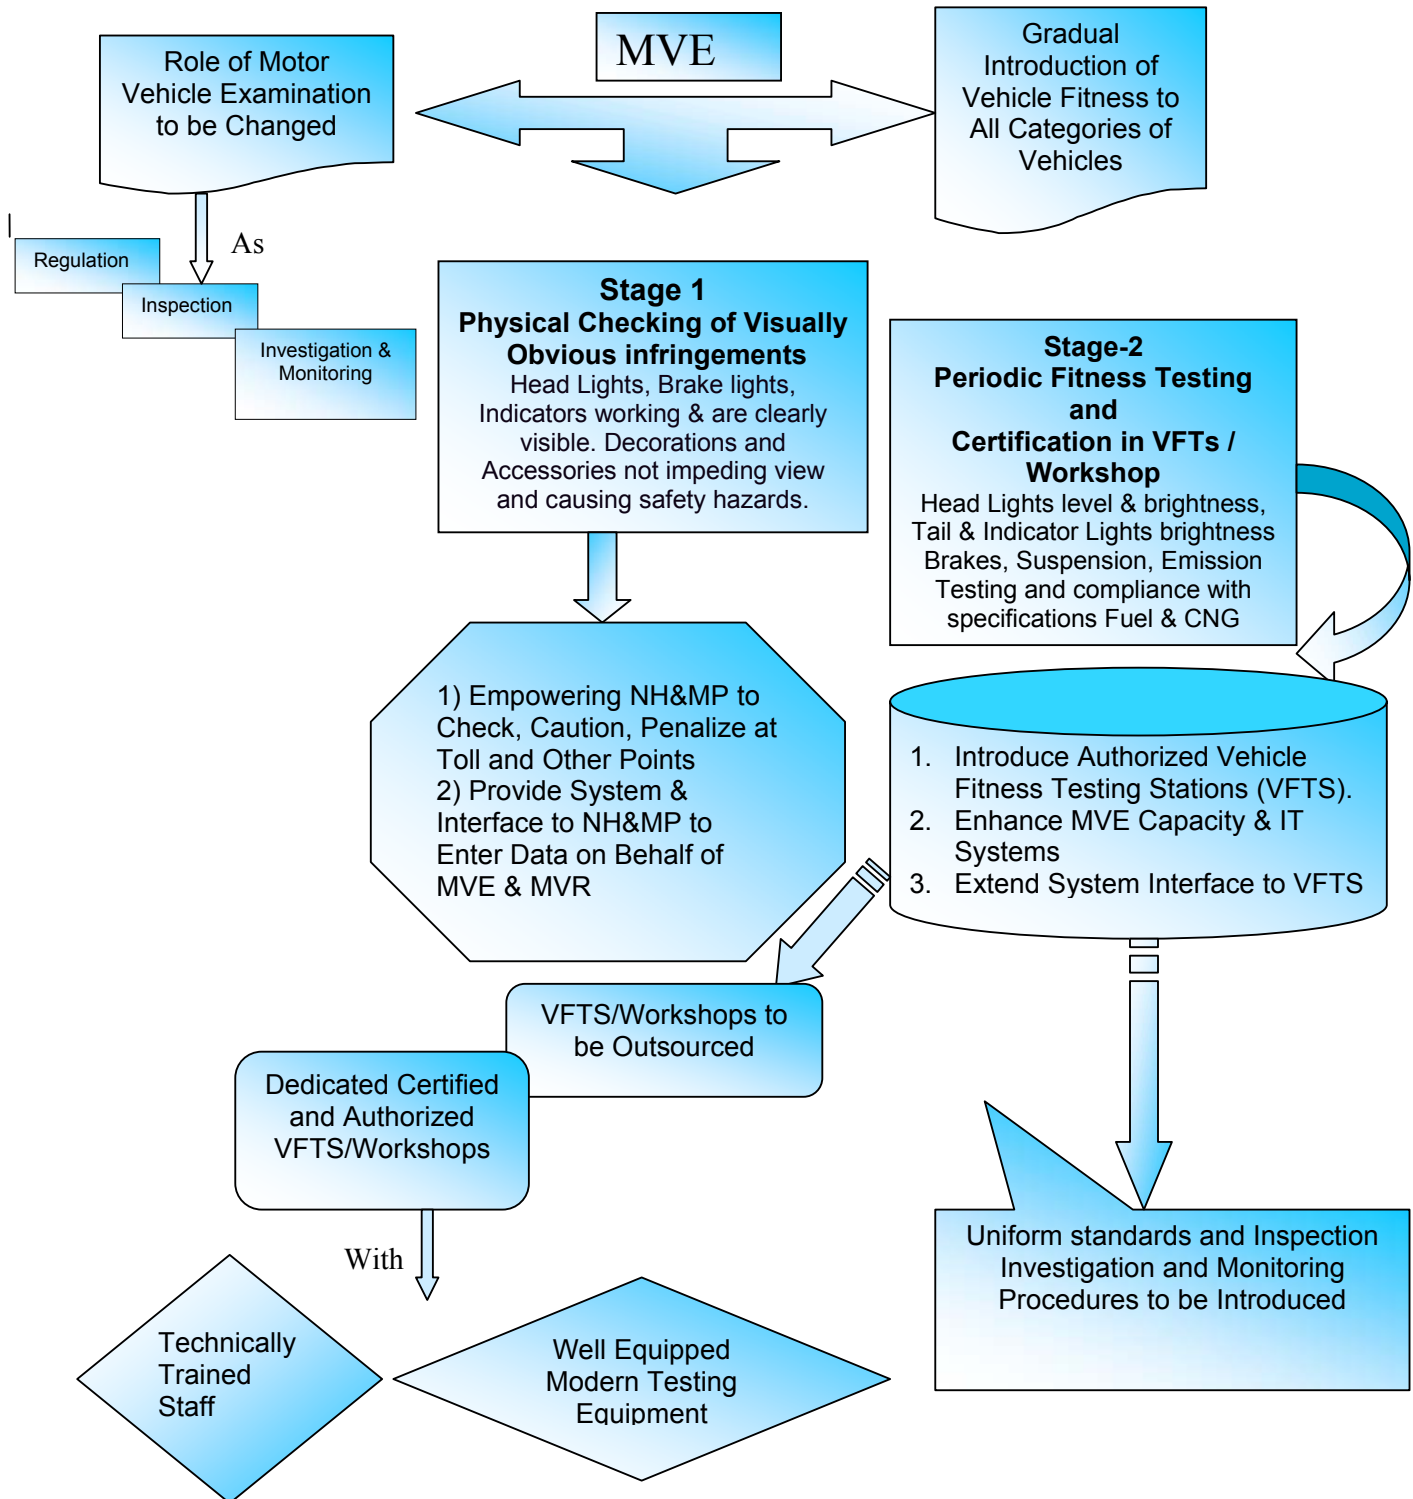 MVE
Role of Motor
Vehicle Examination
to be Changed
Gradual
Introduction of
Vehicle Fitness to
All Categories of
Vehicles
As
Regulation
Inspection
Investigation &
Monitoring
Stage 1
Physical Checking of Visually
Obvious infringements
Head Lights, Brake lights,
Indicators working & are clearly
visible. Decorations and
Accessories not impeding view
and causing safety hazards.
Stage-2
Periodic Fitness Testing
and
Certification in VFTs /
Workshop
Head Lights level & brightness,
Tail & Indicator Lights brightness
Brakes, Suspension, Emission
Testing and compliance with
specifications Fuel & CNG
1) Empowering NH&MP to
Check, Caution, Penalize at
Toll and Other Points
2) Provide System &
Interface to NH&MP to
Enter Data on Behalf of
MVE & MVR
1. Introduce Authorized Vehicle
Fitness Testing Stations (VFTS).
2. Enhance MVE Capacity & IT
Systems
3. Extend System Interface to VFTS
VFTS/Workshops to
be Outsourced
Dedicated Certified
and Authorized
VFTS/Workshops
With
Technically
Trained
Staff
Well Equipped
Modern Testing
Equipment
Uniform standards and Inspection
Investigation and Monitoring
Procedures to be Introduced